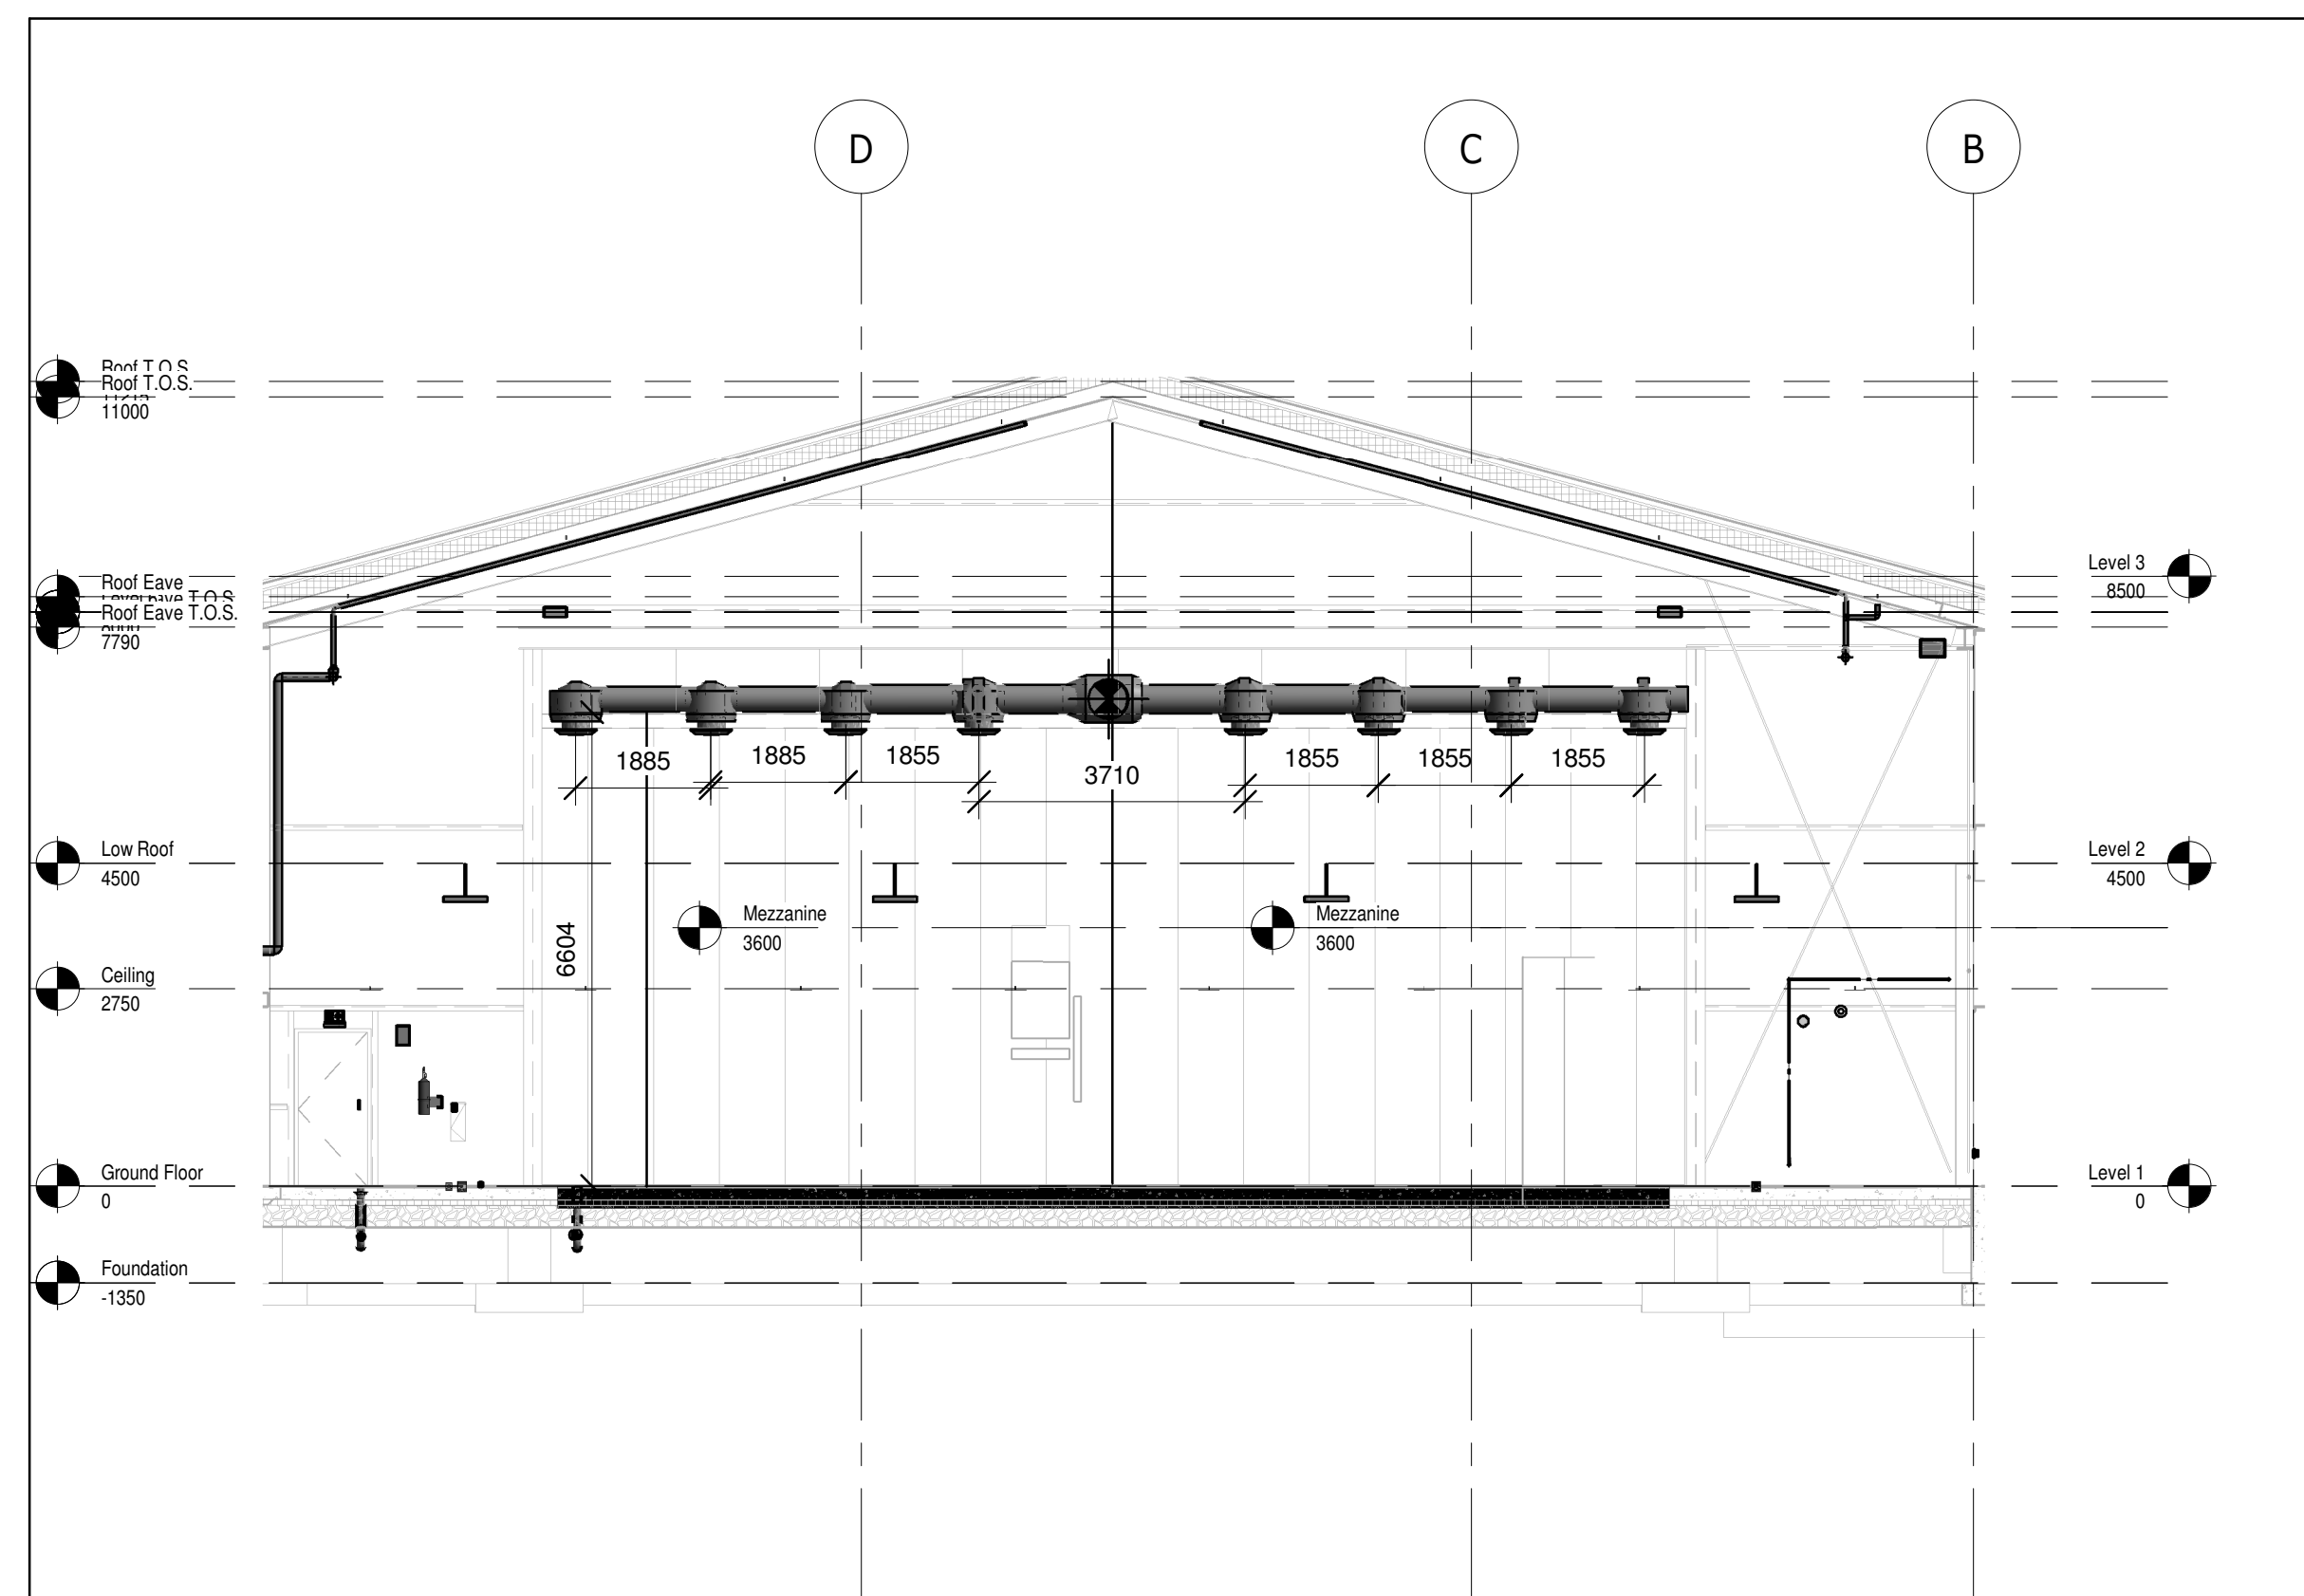 D
C
B
Roof T.O.S.
Roof T.O.S.
11000
Roof Eave
Roof Eave T.O.S.
7790
Level 3
8500
1885
1885
1855
3710
1855
1855
1855
Low Roof
4500
Level 2
4500
Mezzanine
3600
Mezzanine
3600
6604
Ceiling
2750
Ground Floor
0
Level 1
0
Foundation
-1350